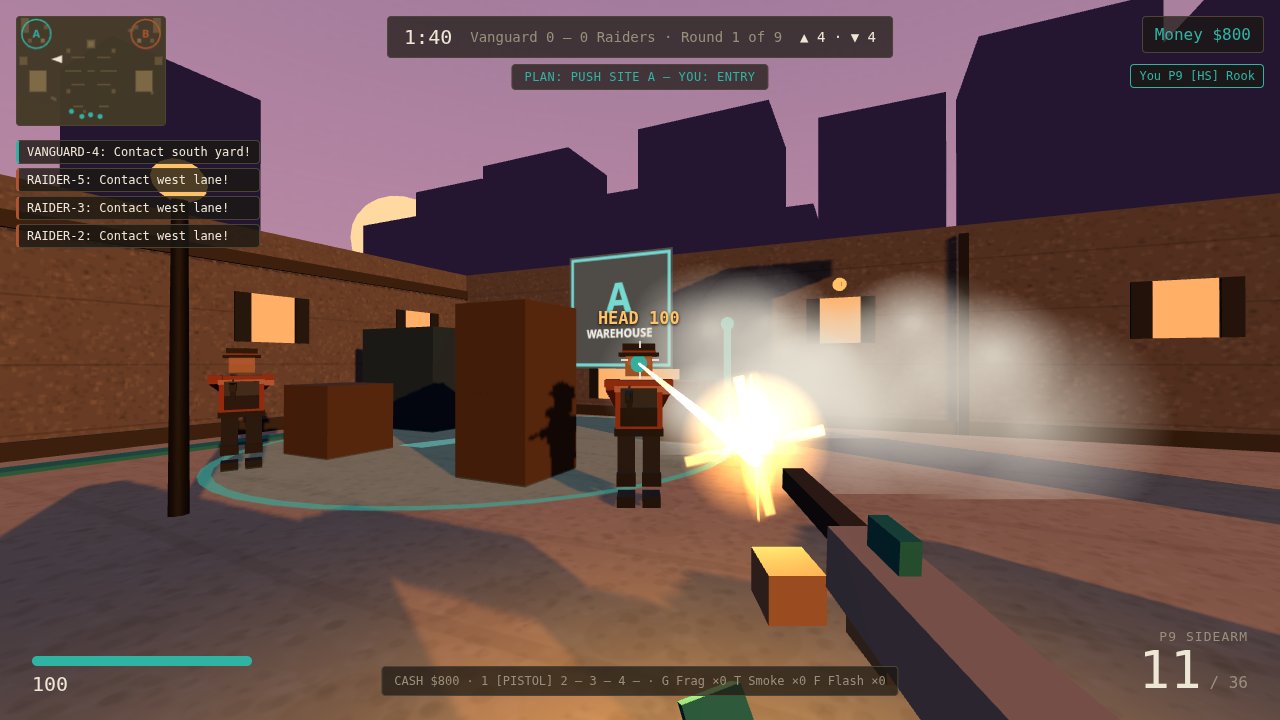 A
B
1:40 Vanguard 0 — 0 Raiders · Round 1 of 9 ▲ 4 · ▼ 4
Money $800
PLAN: PUSH SITE A — YOU: ENTRY
You P9 [HS] Rook
VANGUARD-4: Contact south yard!
RAIDER-5: Contact west lane!
RAIDER-3: Contact west lane!
RAIDER-2: Contact west lane!
A
HEAD 100
WAREHOUSE
P9 SIDEARM
11 / 36
100
CASH $800 · 1 [PISTOL] 2 — 3 — 4 — · G Frag ×0 T Smoke ×0 F Flash ×0